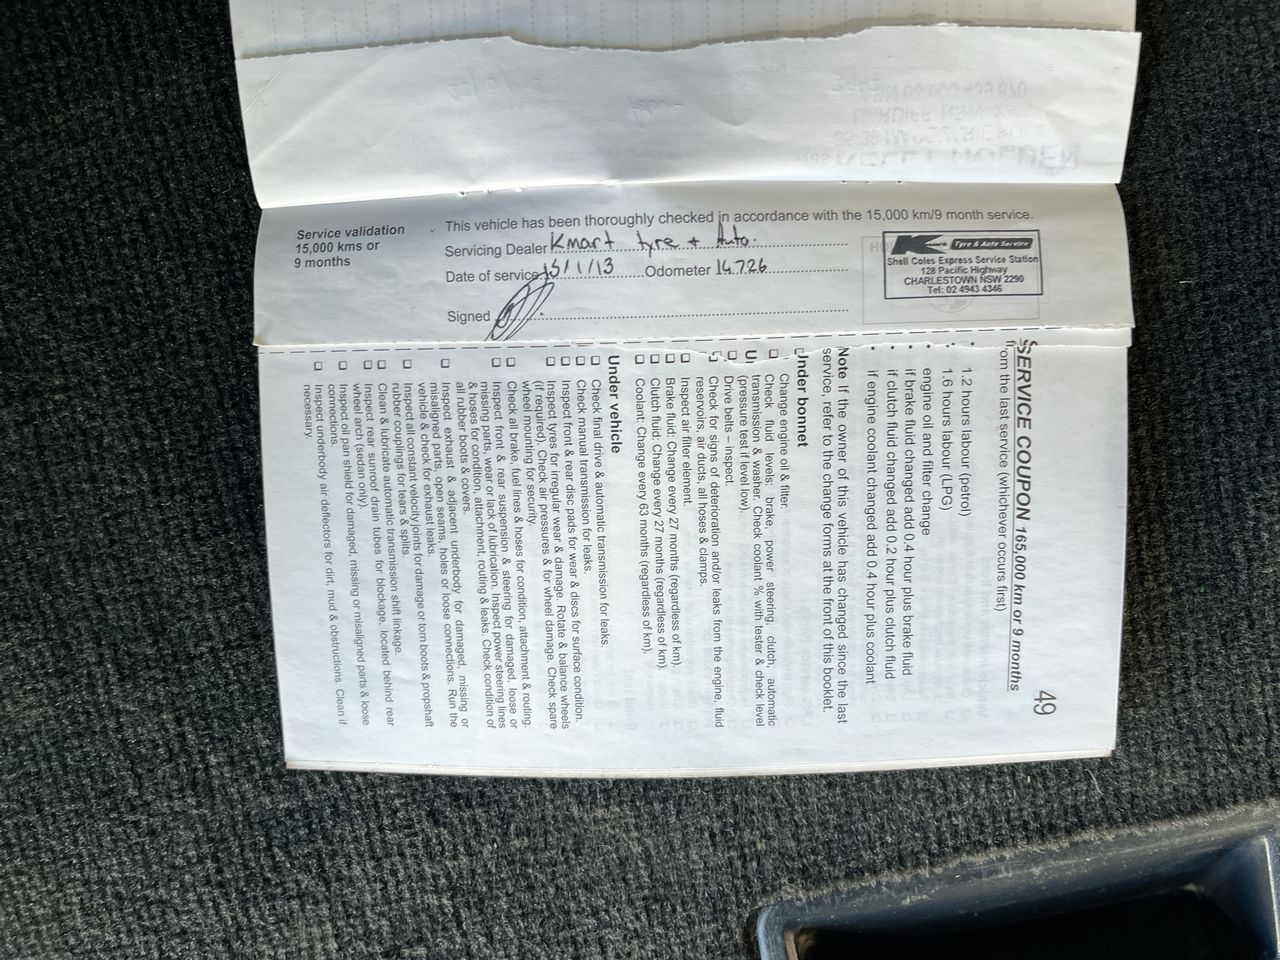 Service validation
15,000 kms or
9 months
This vehicle has been thoroughly checked in accordance with the 15,000 km/9 month service.
Servicing Dealer Kmart tyre + Auto.
Date of service 15/1/13 Odometer 14726
Signed
K mart Tyre & Auto Service
Shell Coles Express Service Station
128 Pacific Highway
CHARLESTOWN NSW 2290
Tel: 02 4943 4346
49
SERVICE COUPON 165,000 km or 9 months
from the last service (whichever occurs first)
• 1.2 hours labour (petrol)
• 1.6 hours labour (LPG)
• engine oil and filter change
• if brake fluid changed add 0.4 hour plus brake fluid
• if clutch fluid changed add 0.2 hour plus clutch fluid
• if engine coolant changed add 0.4 hour plus coolant
Note If the owner of this vehicle has changed since the last
service, refer to the change forms at the front of this booklet.
Under bonnet
Change engine oil & filter.
Check fluid levels: brake, power steering, clutch, automatic
transmission & washer. Check coolant % with tester & check level
(pressure test if level low).
Drive belts – inspect.
Check for signs of deterioration and/or leaks from the engine, fluid
reservoirs, air ducts, all hoses & clamps.
Inspect air filter element.
Brake fluid: Change every 27 months (regardless of km).
Clutch fluid: Change every 27 months (regardless of km).
Coolant: Change every 63 months (regardless of km).
Under vehicle
Check final drive & automatic transmission for leaks.
Check manual transmission for leaks.
Inspect front & rear disc pads for wear & discs for surface condition.
Inspect tyres for irregular wear & damage. Rotate & balance wheels
(if required). Check air pressures & for wheel damage. Check spare
wheel mounting for security.
Check all brake, fuel lines & hoses for condition, attachment & routing.
Inspect front & rear suspension & steering for damaged, loose or
missing parts, wear or lack of lubrication. Inspect power steering lines
& hoses for condition, attachment, routing & leaks. Check condition of
all rubber boots & covers.
Inspect exhaust & adjacent underbody for damaged, missing or
misaligned parts, open seams, holes or loose connections. Run the
vehicle & check for exhaust leaks.
Inspect all constant velocity joints for damage or torn boots & propshaft
rubber couplings for tears & splits.
Clean & lubricate automatic transmission shift linkage.
Inspect rear sunroof drain tubes for blockage, located behind rear
wheel arch (sedan only).
Inspect oil pan shield for damaged, missing or misaligned parts & loose
connections.
Inspect underbody air deflectors for dirt, mud & obstructions. Clean if
necessary.